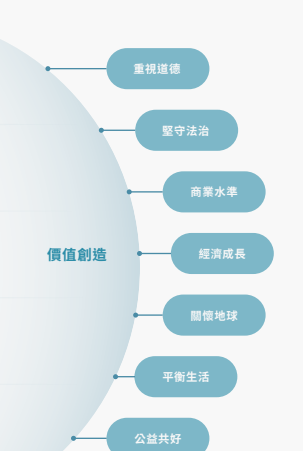 重視道德
堅守法治
商業水準
價值創造
經濟成長
關懷地球
平衡生活
公益共好